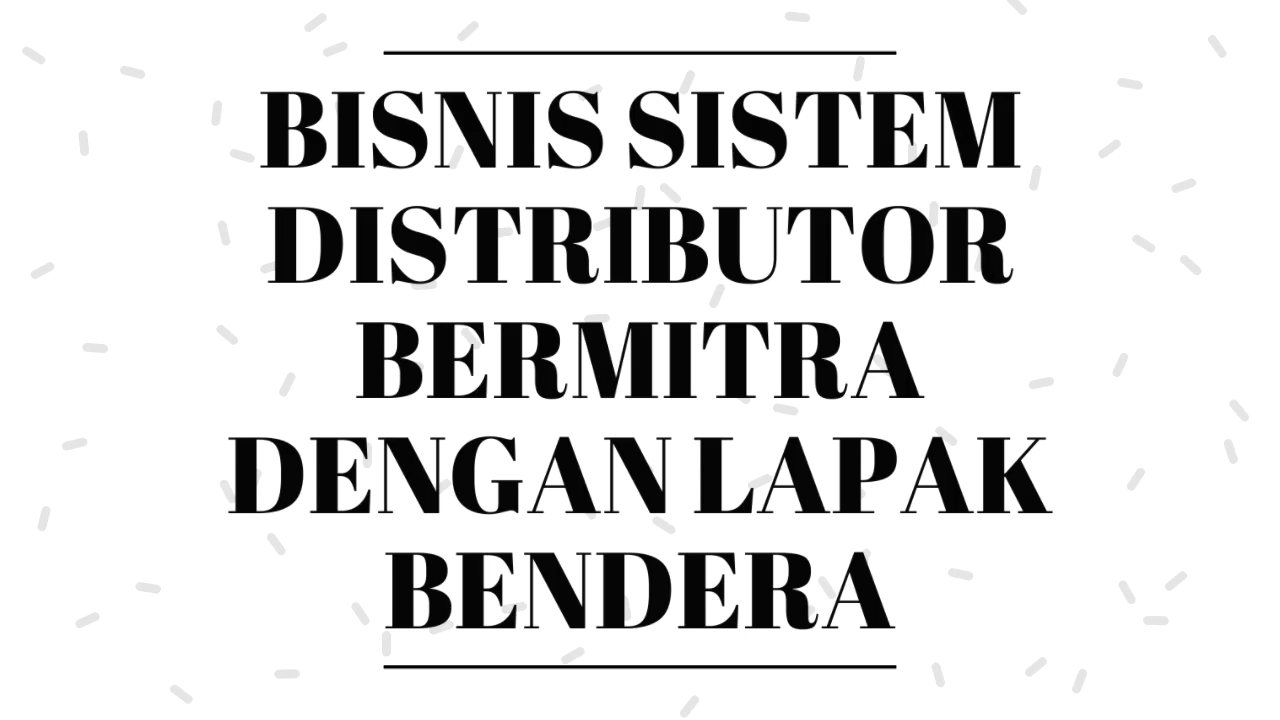 BISNIS SISTEM
DISTRIBUTOR
BERMITRA
DENGAN LAPAK
BENDERA